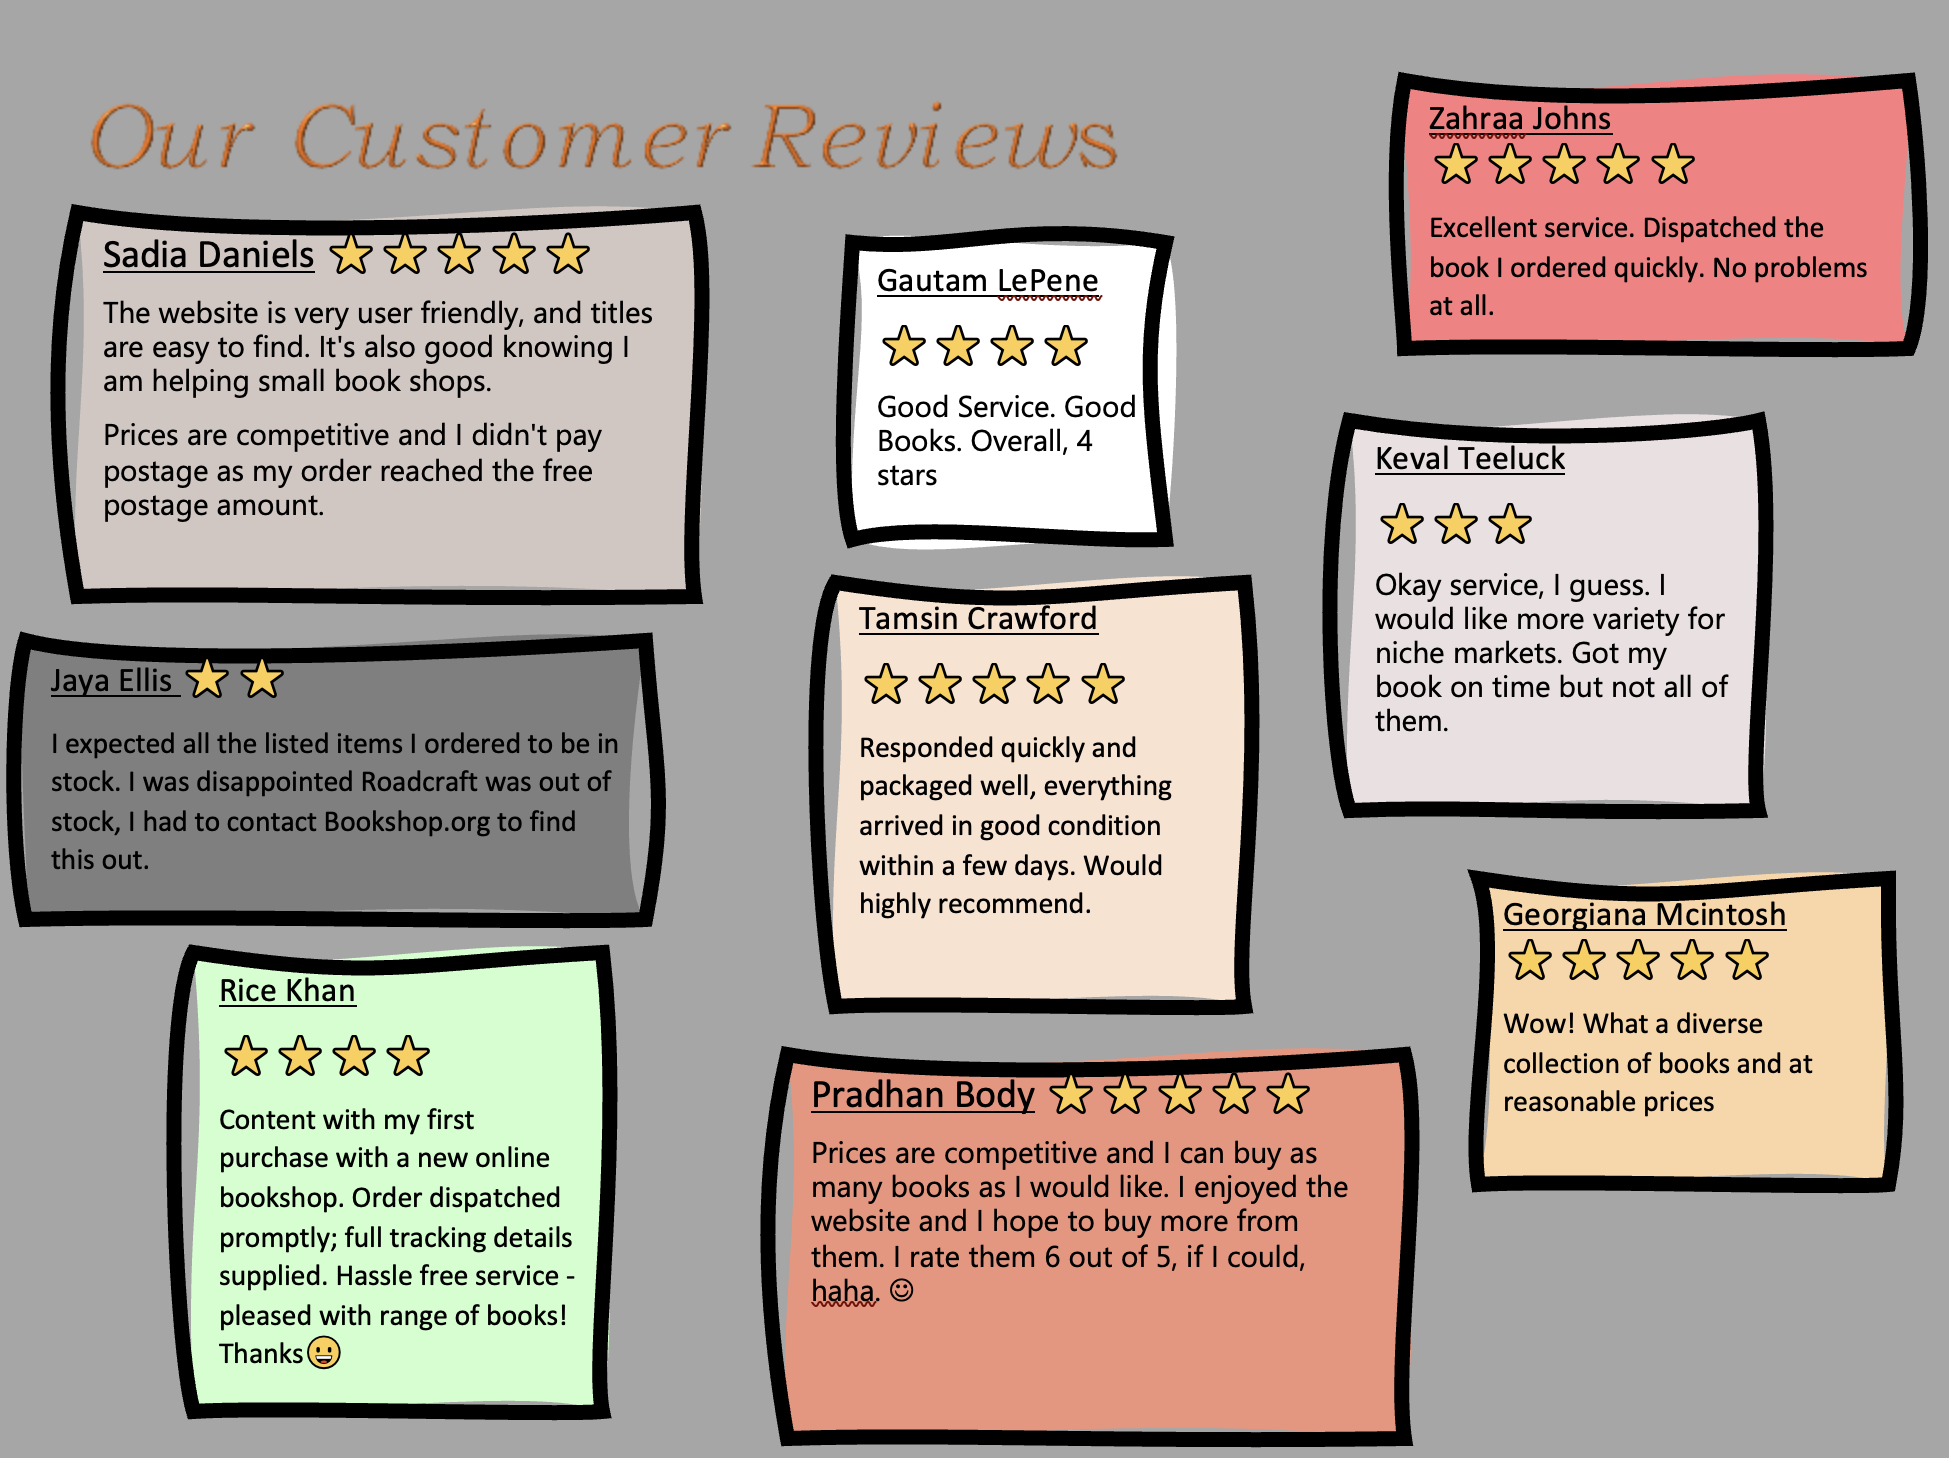 Our Customer Reviews
Sadia Daniels ⭐⭐⭐⭐⭐
The website is very user friendly, and titles
are easy to find. It's also good knowing I
am helping small book shops.
Prices are competitive and I didn't pay
postage as my order reached the free
postage amount.
Gautam LePene
⭐⭐⭐⭐
Good Service. Good
Books. Overall, 4
stars
Zahraa Johns
⭐⭐⭐⭐⭐
Excellent service. Dispatched the
book I ordered quickly. No problems
at all.
Keval Teeluck
⭐⭐⭐
Okay service, I guess. I
would like more variety for
niche markets. Got my
book on time but not all of
them.
Jaya Ellis ⭐⭐
I expected all the listed items I ordered to be in
stock. I was disappointed Roadcraft was out of
stock, I had to contact Bookshop.org to find
this out.
Tamsin Crawford
⭐⭐⭐⭐⭐
Responded quickly and
packaged well, everything
arrived in good condition
within a few days. Would
highly recommend.
Georgiana Mcintosh
⭐⭐⭐⭐⭐
Wow! What a diverse
collection of books and at
reasonable prices
Rice Khan
⭐⭐⭐⭐
Content with my first
purchase with a new online
bookshop. Order dispatched
promptly; full tracking details
supplied. Hassle free service -
pleased with range of books!
Thanks😀
Pradhan Body ⭐⭐⭐⭐⭐
Prices are competitive and I can buy as
many books as I would like. I enjoyed the
website and I hope to buy more from
them. I rate them 6 out of 5, if I could,
haha. ☺